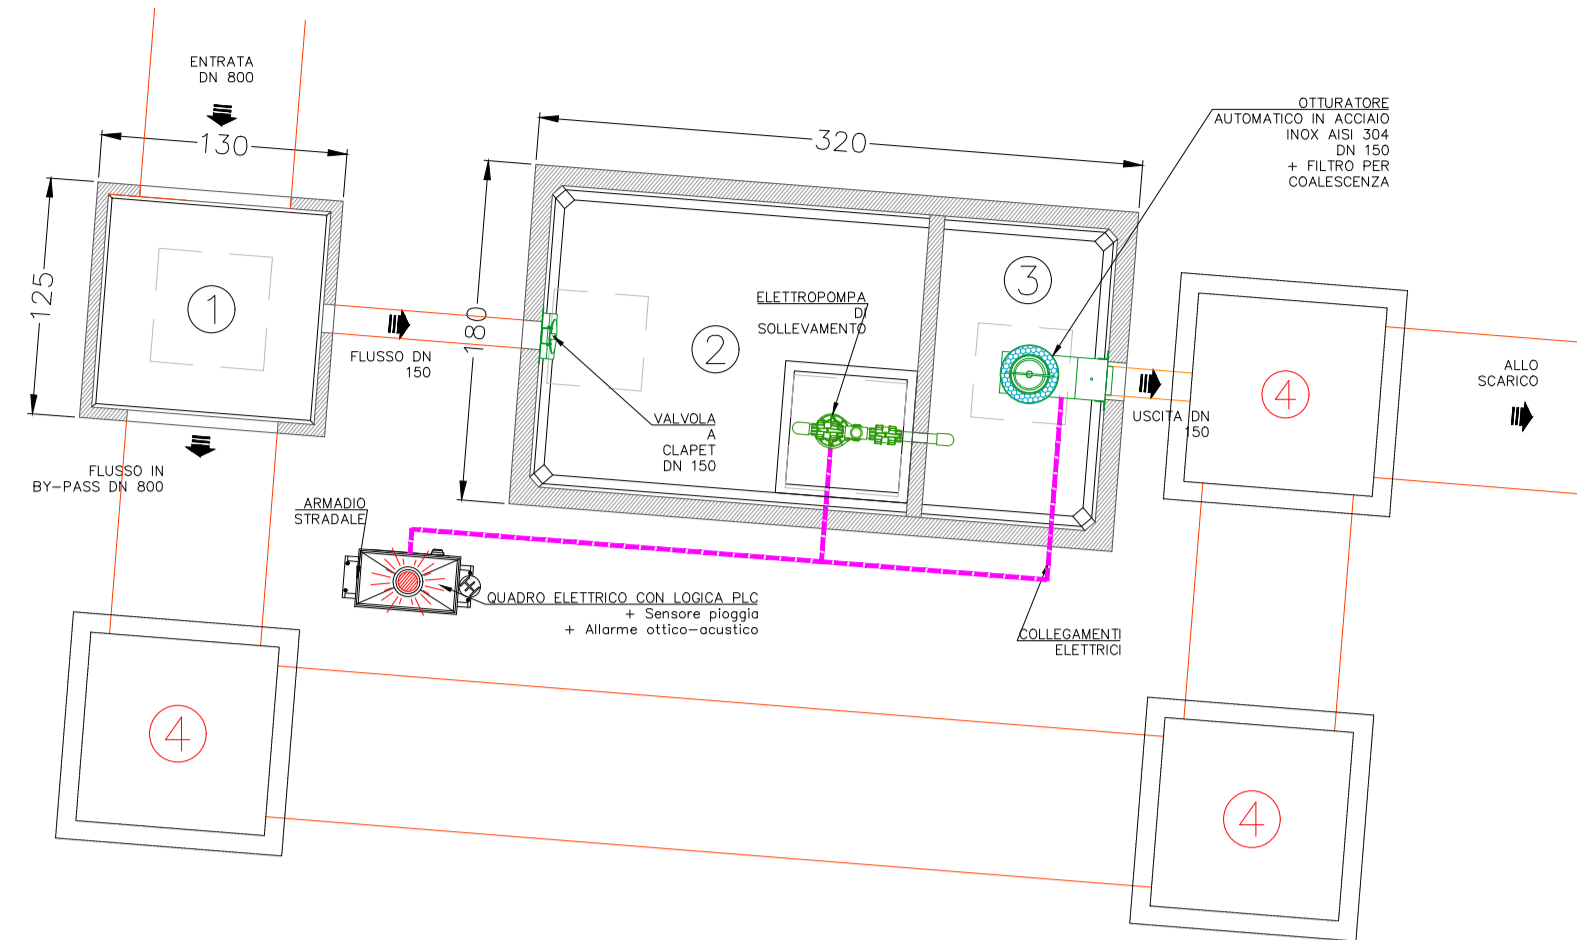 ENTRATA
DN 800
130
125
1
FLUSSO DN
150
FLUSSO IN
BY-PASS DN 800
320
180
2
3
ELETTROPOMPA
DI
SOLLEVAMENTO
VALVOLA
A
CLAPET
DN 150
OTTURATORE
AUTOMATICO IN ACCIAIO
INOX AISI 304
DN 150
+ FILTRO PER
COALESCENZA
USCITA DN
150
4
ALLO
SCARICO
ARMADIO
STRADALE
QUADRO ELETTRICO CON LOGICA PLC
+ Sensore pioggia
+ Allarme ottico-acustico
COLLEGAMENTI
ELETTRICI
4
4